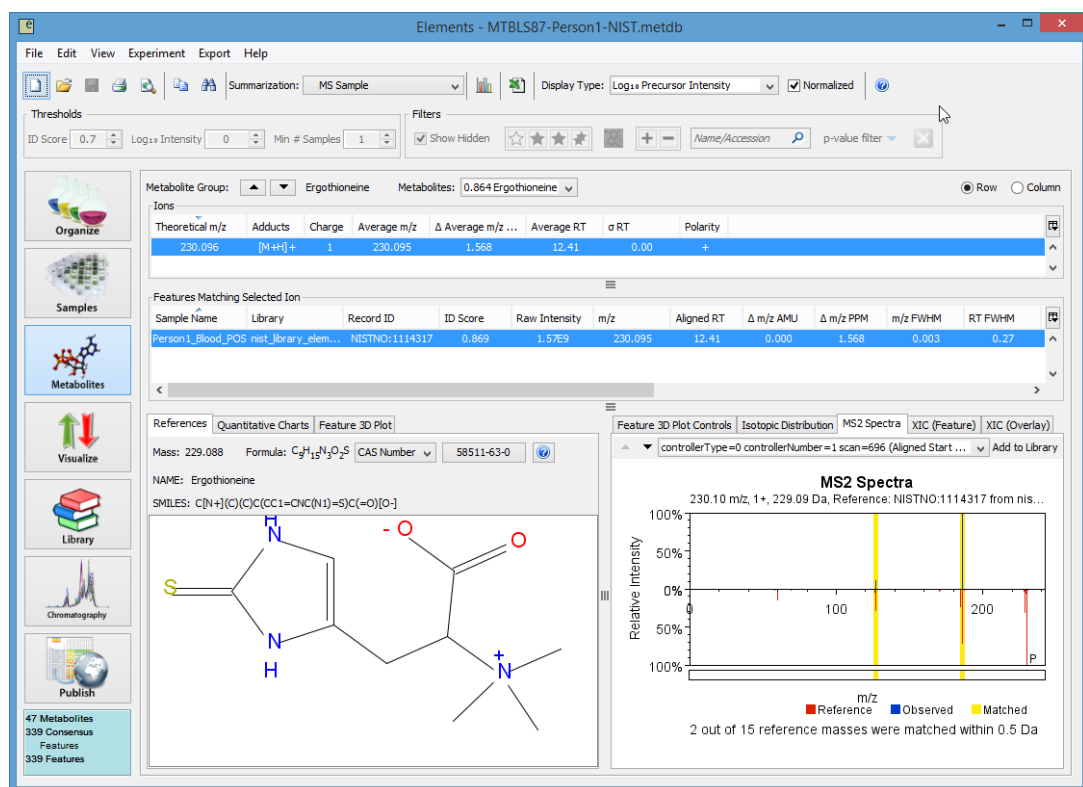 Elements - MTBLS87-Person1-NIST.metdb
File Edit View Experiment Export Help
Summarization: MS Sample Display Type: Log₁₀ Precursor Intensity Normalized
Thresholds
ID Score 0.7 Log₁₀ Intensity 0 Min # Samples 1
Filters
Show Hidden Name/Accession p-value filter
Organize
Samples
Metabolites
Visualize
Library
Chromatography
Publish
47 Metabolites
339 Consensus
Features
339 Features
Metabolite Group: Ergothioneine Metabolites: 0.864 Ergothioneine Row Column
Ions
Theoretical m/z Adducts Charge Average m/z Δ Average m/z ... Average RT σ RT Polarity
230.096 [M+H]+ 1 230.095 1.568 12.41 0.00 +
Features Matching Selected Ion
Sample Name Library Record ID ID Score Raw Intensity m/z Aligned RT Δ m/z AMU Δ m/z PPM m/z FWHM RT FWHM
Person1_Blood_POS nist_library_elem... NISTNO:1114317 0.869 1.57E9 230.095 12.41 0.000 1.568 0.003 0.27
References Quantitative Charts Feature 3D Plot
Mass: 229.088 Formula: C₉H₁₅N₃O₂S CAS Number 58511-63-0
NAME: Ergothioneine
SMILES: C[N+](C)(C)C(CC1=CNC(N1)=S)C(=O)[O-]
H
N
- O
O
S
N
H
+
N
Feature 3D Plot Controls Isotopic Distribution MS2 Spectra XIC (Feature) XIC (Overlay)
controllerType=0 controllerNumber=1 scan=696 (Aligned Start ... Add to Library
MS2 Spectra
230.10 m/z, 1+, 229.09 Da, Reference: NISTNO:1114317 from nis...
Relative Intensity
100%
50%
0%
50%
100%
0 100 200
P
m/z
Reference Observed Matched
2 out of 15 reference masses were matched within 0.5 Da